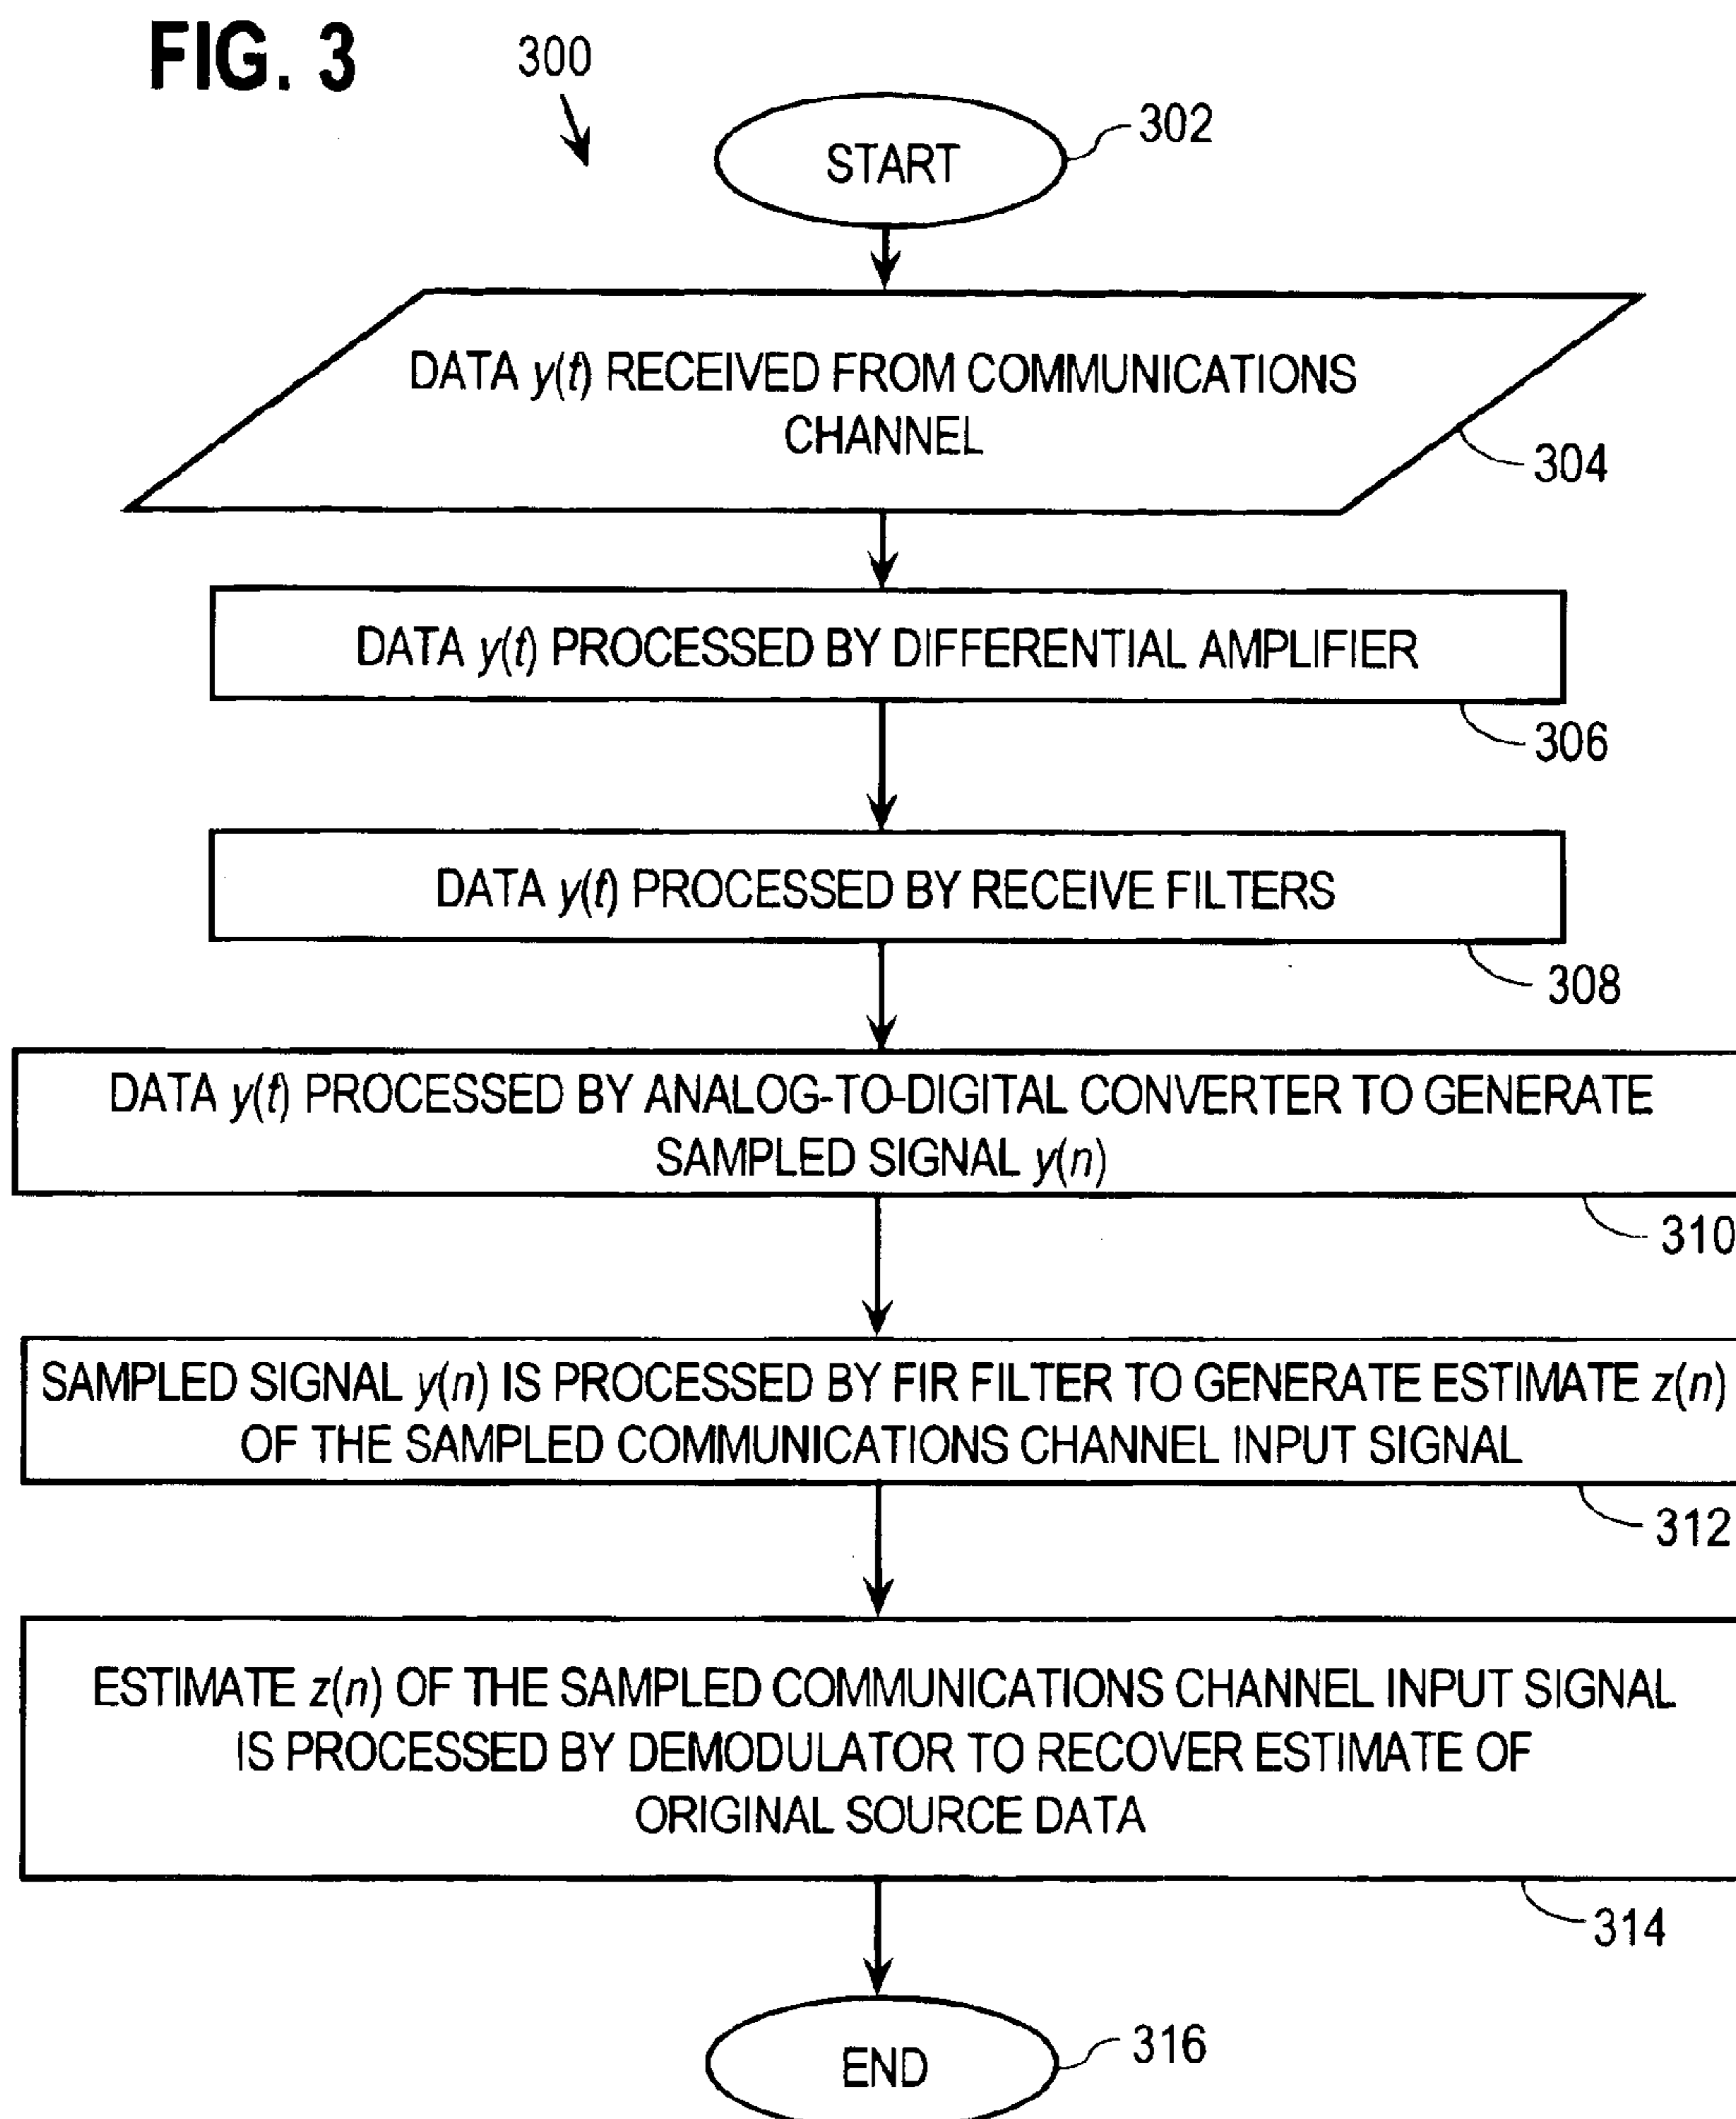 FIG. 3
300
START
302
DATA y(t) RECEIVED FROM COMMUNICATIONS
CHANNEL
304
DATA y(t) PROCESSED BY DIFFERENTIAL AMPLIFIER
306
DATA y(t) PROCESSED BY RECEIVE FILTERS
308
DATA y(t) PROCESSED BY ANALOG-TO-DIGITAL CONVERTER TO GENERATE
SAMPLED SIGNAL y(n)
310
SAMPLED SIGNAL y(n) IS PROCESSED BY FIR FILTER TO GENERATE ESTIMATE z(n)
OF THE SAMPLED COMMUNICATIONS CHANNEL INPUT SIGNAL
312
ESTIMATE z(n) OF THE SAMPLED COMMUNICATIONS CHANNEL INPUT SIGNAL
IS PROCESSED BY DEMODULATOR TO RECOVER ESTIMATE OF
ORIGINAL SOURCE DATA
314
END
316